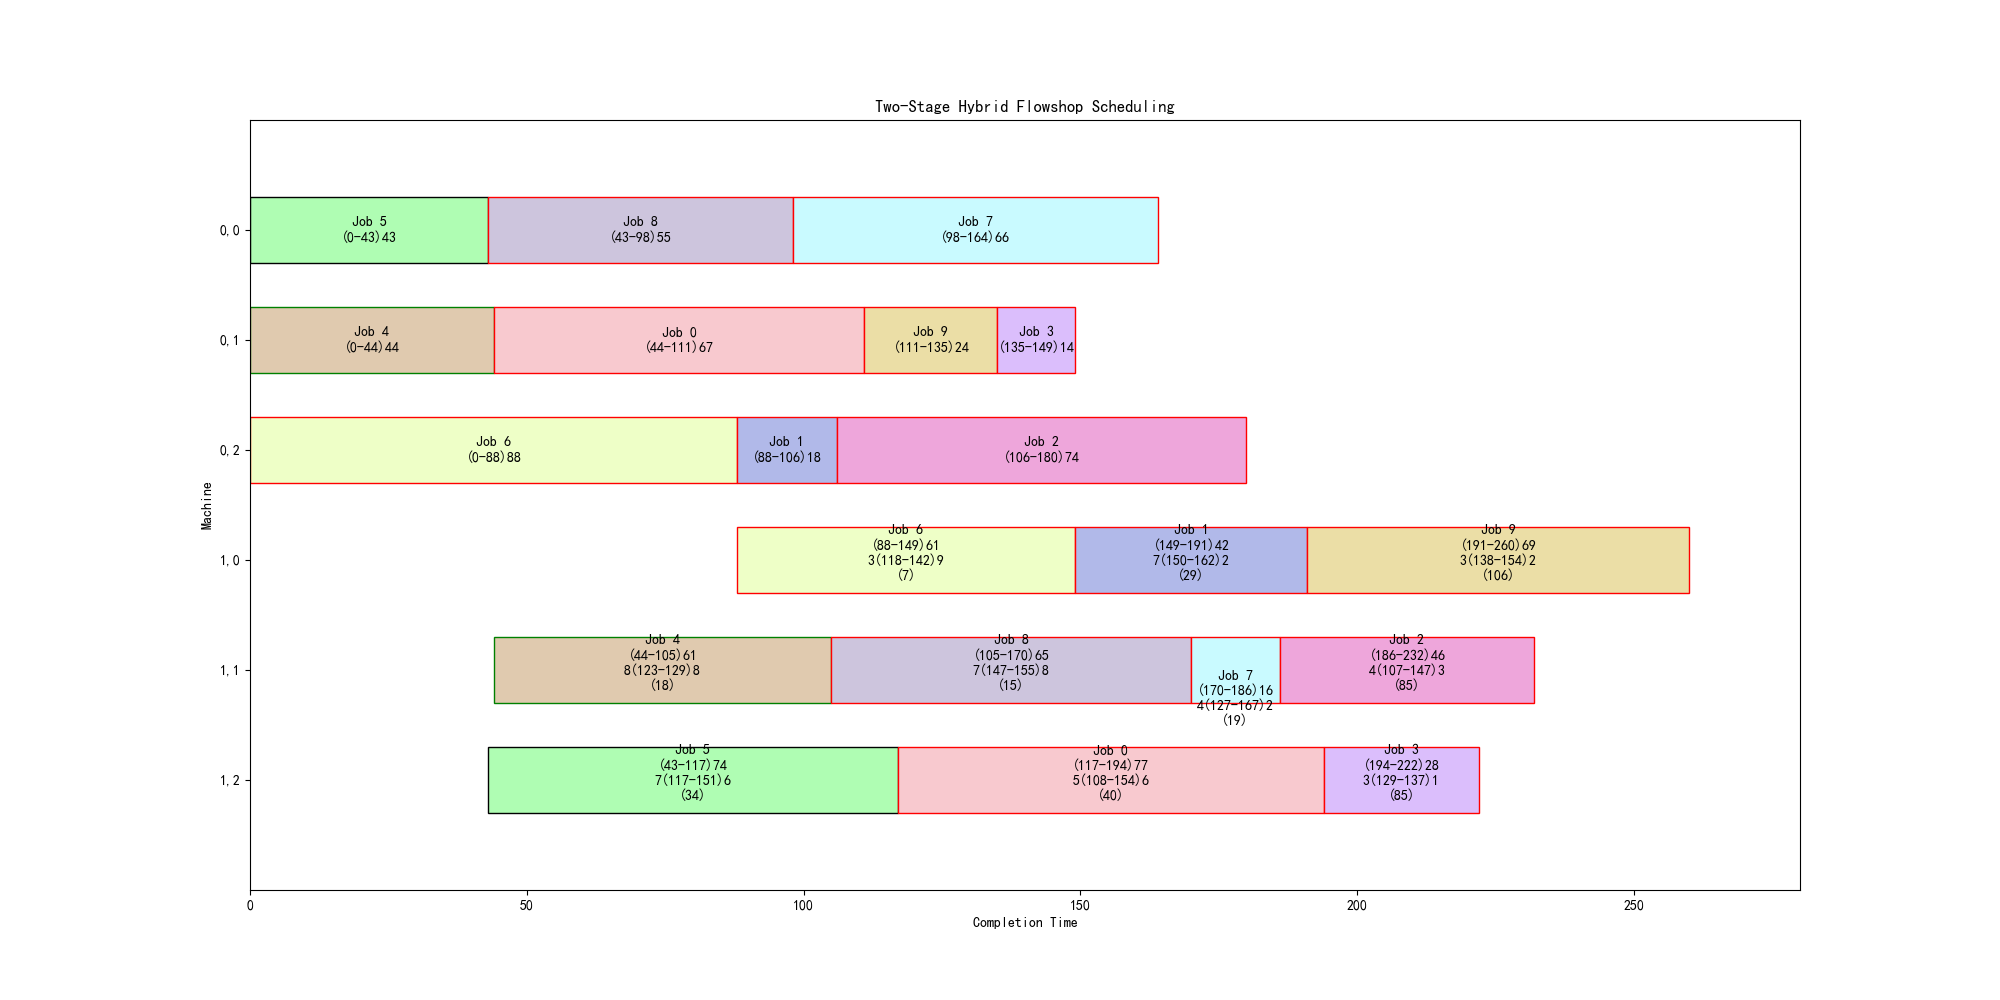 Two-Stage Hybrid Flowshop Scheduling
Machine
0,0
Job 5
(0-43)43
Job 8
(43-98)55
Job 7
(98-164)66
0,1
Job 4
(0-44)44
Job 0
(44-111)67
Job 9
(111-135)24
Job 3
(135-149)14
0,2
Job 6
(0-88)88
Job 1
(88-106)18
Job 2
(106-180)74
1,0
Job 6
(88-149)61
3(118-142)9
(7)
Job 1
(149-191)42
7(150-162)2
(29)
Job 9
(191-260)69
3(138-154)2
(106)
1,1
Job 4
(44-105)61
8(123-129)8
(18)
Job 8
(105-170)65
7(147-155)8
(15)
Job 7
(170-186)16
4(127-167)2
(19)
Job 2
(186-232)46
4(107-147)3
(85)
1,2
Job 5
(43-117)74
7(117-151)6
(34)
Job 0
(117-194)77
5(108-154)6
(40)
Job 3
(194-222)28
3(129-137)1
(85)
0
50
100
150
200
250
Completion Time